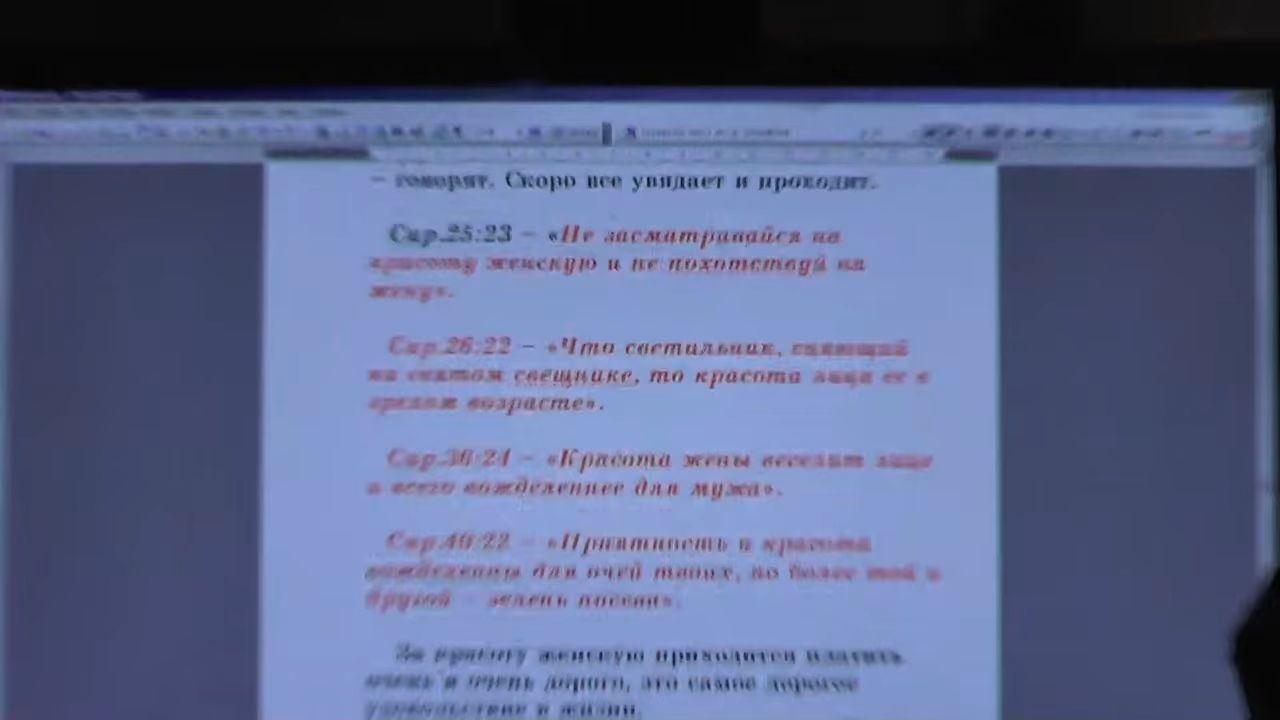 – говорят. Скоро все увядает и проходит.
Сир.25:23 – «Не засматривайся на
красоту женскую и не похотствуй на
жену».
Сир.26:22 – «Что светильник, сияющий
на святом свещнике, то красота лица ее в
зрелом возрасте».
Сир.36:24 – «Красота жены веселит лице
и всего вожделеннее для мужа».
Сир.40:22 – «Приятность и красота
вожделенны для очей твоих, но более той и
другой – зелень посева».
За красоту женскую приходится платить
очень и очень дорого, это самое дорогое
удовольствие в жизни.